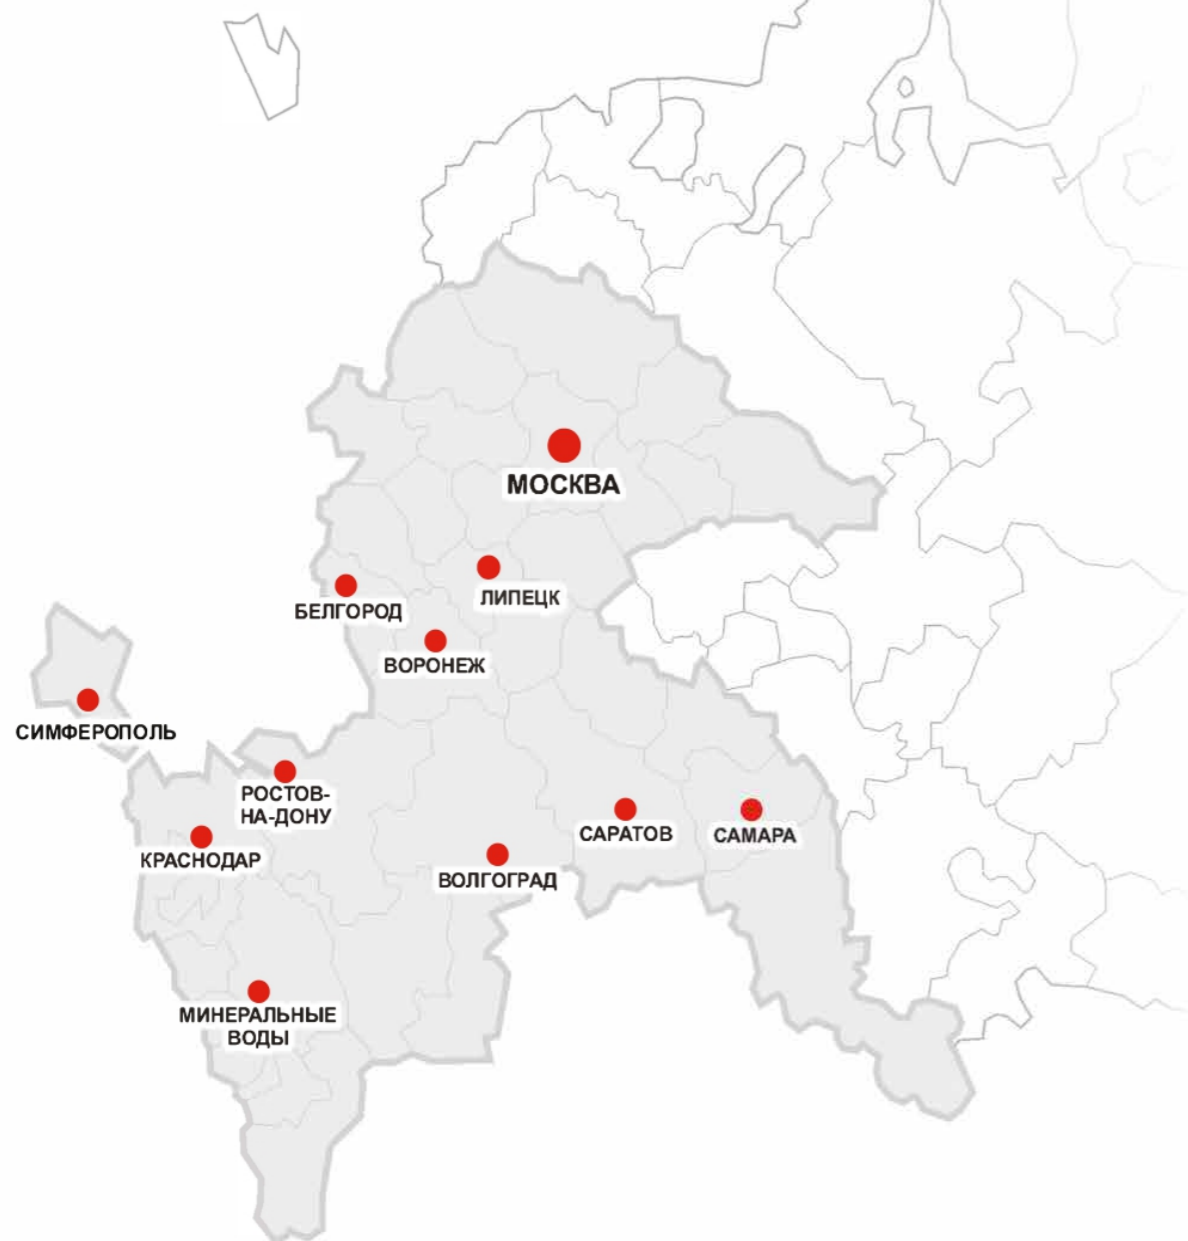 МОСКВА
ЛИПЕЦК
БЕЛГОРОД
ВОРОНЕЖ
СИМФЕРОПОЛЬ
РОСТОВ-
НА-ДОНУ
САРАТОВ
САМАРА
КРАСНОДАР
ВОЛГОГРАД
МИНЕРАЛЬНЫЕ
ВОДЫ